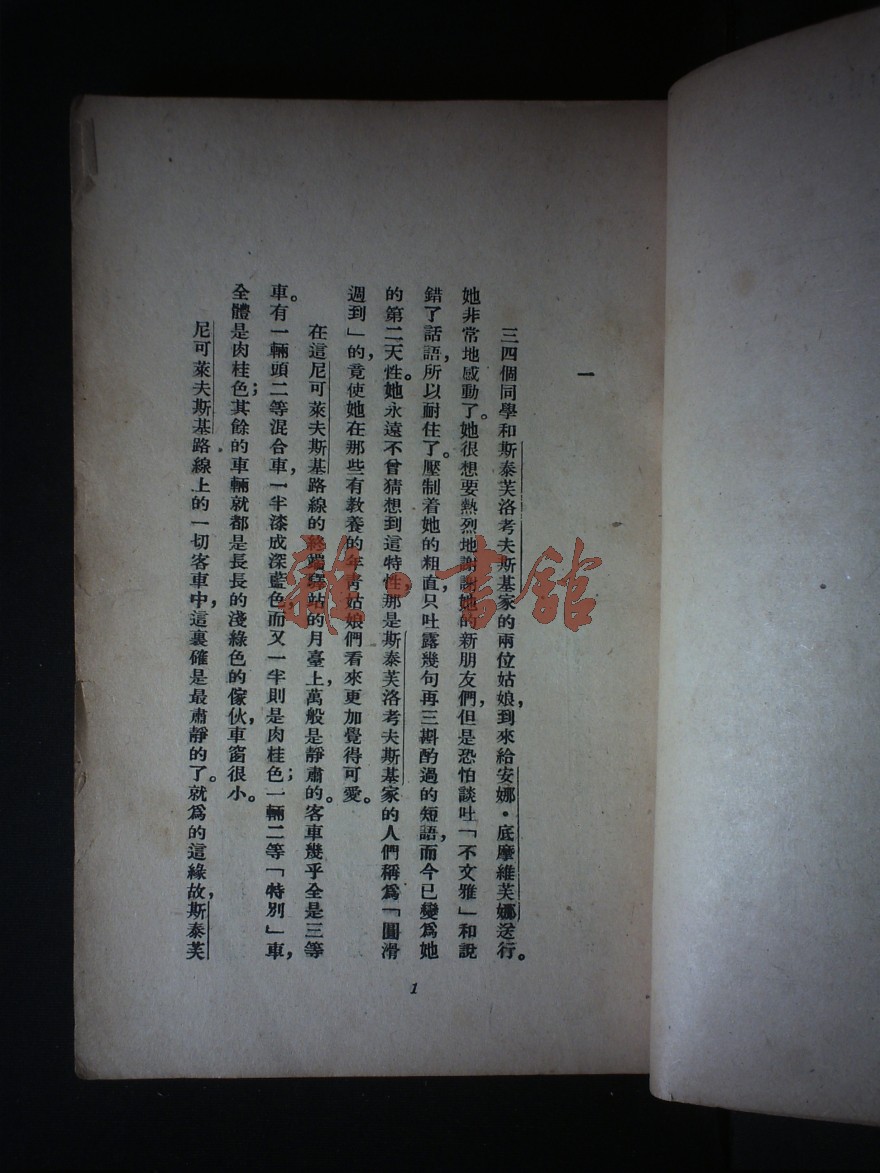 一
三四個同學和斯泰芙洛考夫斯基家的兩位姑娘，到來給安娜·底摩維芙娜送行。
她非常地感動了。她很想要熱烈地謝謝她的新朋友們，但是恐怕談吐「不文雅」和說
錯了話語，所以耐住了。壓制着她的粗直，只吐露幾句再三斟酌過的短語，而今已變爲她
的第二天性。她永遠不曾猜想到這特性，那是斯泰芙洛考夫斯基家的人們稱爲「圓滑
週到」的，竟使她在那些有敎養的年靑姑娘們看來更加覺得可愛。
在這尼可萊夫斯基路線的終端驛站的月臺上，萬般是靜肅的。客車幾乎全是三等
車。有一輛頭二等混合車，一半漆成深藍色，而又一半則是肉桂色；一輛二等「特別」車，
全體是肉桂色；其餘的車輛就都是長長的淺綠色的傢伙，車窗很小。
尼可萊夫斯基路線上的一切客車中，這裏確是最肅靜的了。就爲的這緣故，斯泰芙
1
雜·書館